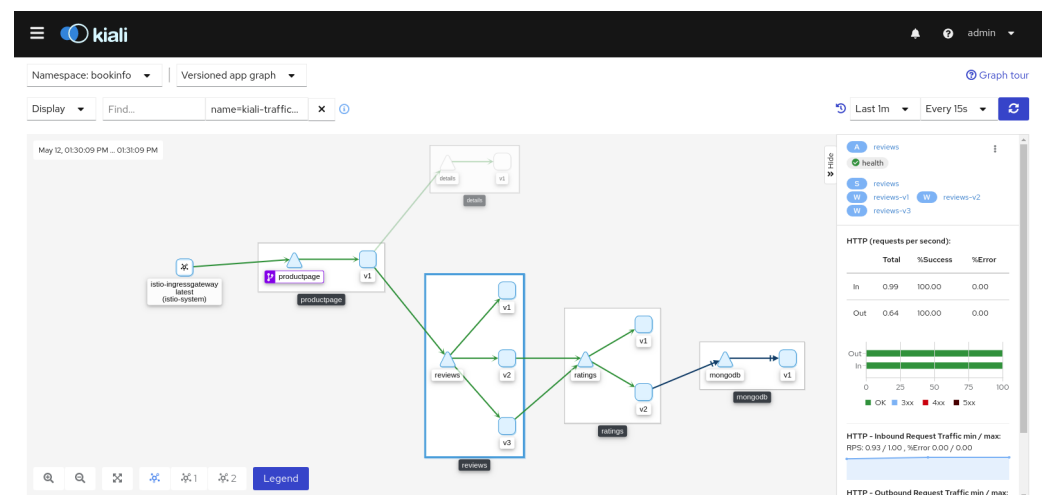 kiali
admin
Namespace: bookinfo
Versioned app graph
Graph tour
Display
Find...
name=kiali-traffic...
Last 1m
Every 15s
May 12, 01:30:09 PM ... 01:31:09 PM
Hide
details
v1
details
istio-ingressgateway
latest
(istio-system)
productpage
v1
productpage
v1
reviews
v2
v3
reviews
v1
ratings
v2
ratings
mongodb
v1
mongodb
1
2
Legend
A reviews
health
S reviews
W reviews-v1 W reviews-v2
W reviews-v3
HTTP (requests per second):
Total %Success %Error
In 0.99 100.00 0.00
Out 0.64 100.00 0.00
Out
In
0 25 50 75 100
OK 3xx 4xx 5xx
HTTP - Inbound Request Traffic min / max:
RPS: 0.93 / 1.00 , %Error 0.00 / 0.00
HTTP - Outbound Request Traffic min / max: